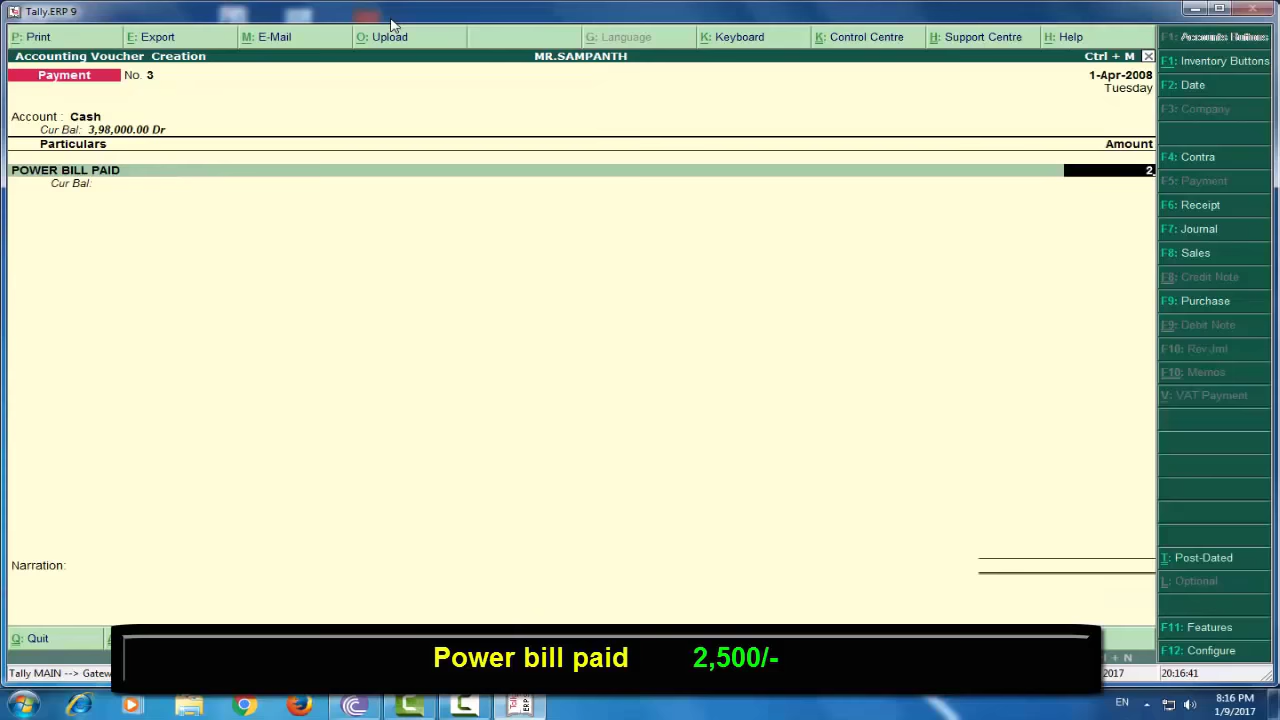 Tally.ERP 9
P: Print E: Export M: E-Mail O: Upload G: Language K: Keyboard K: Control Centre H: Support Centre H: Help
Accounting Voucher Creation MR.SAMPANTH Ctrl + M
Payment No. 3 1-Apr-2008
Tuesday
Account : Cash
Cur Bal: 3,98,000.00 Dr
Particulars Amount
POWER BILL PAID 2,
Cur Bal:
Narration:
F1: Inventory Buttons
F2: Date
F3: Company
F4: Contra
F5: Payment
F6: Receipt
F7: Journal
F8: Sales
F8: Credit Note
F9: Purchase
F9: Debit Note
F10: Rev Jrnl
F10: Memos
V: VAT Payment
T: Post-Dated
L: Optional
F11: Features
F12: Configure
Q: Quit
Power bill paid 2,500/-
Tally MAIN --> Gatew 2017 20:16:41
EN 8:16 PM
1/9/2017